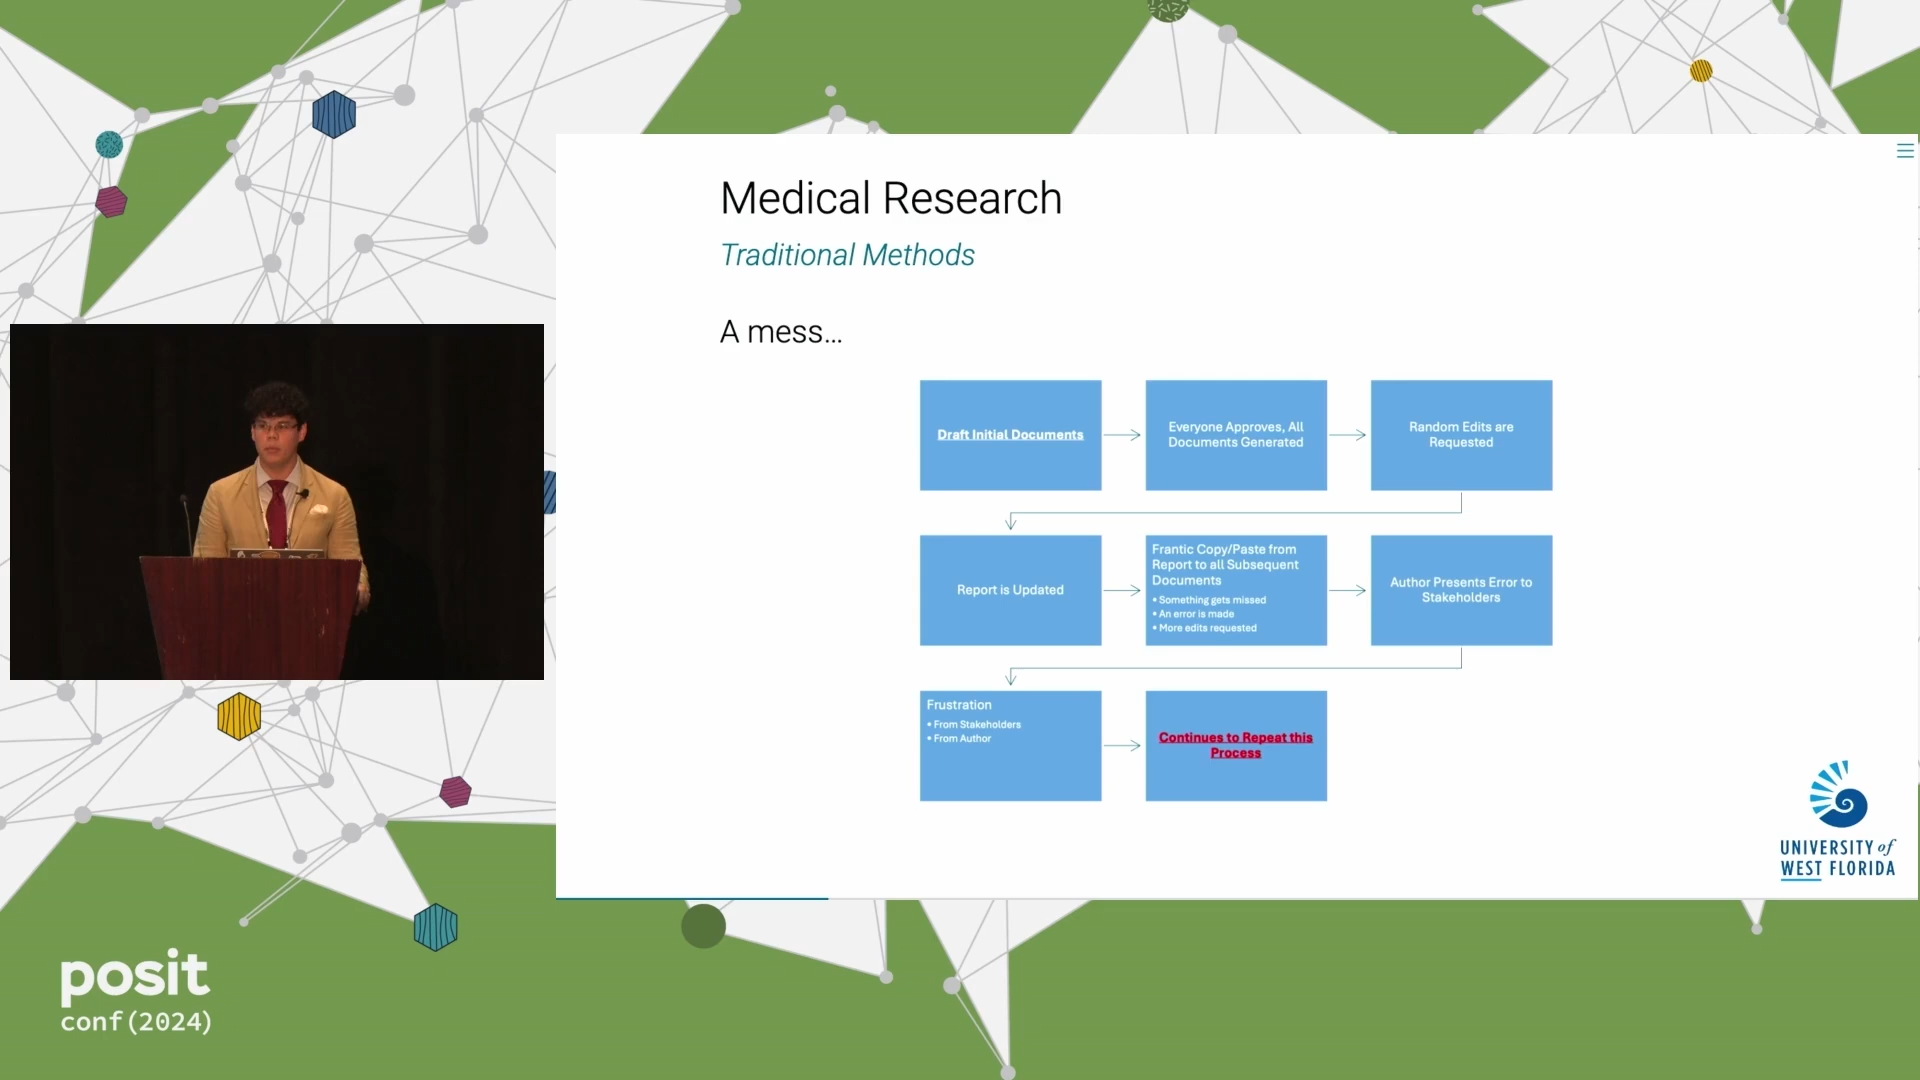 Medical Research
Traditional Methods
A mess...
Draft Initial Documents
Everyone Approves, All
Documents Generated
Random Edits are
Requested
Report is Updated
Frantic Copy/Paste from
Report to all Subsequent
Documents
• Something gets missed
• An error is made
• More edits requested
Author Presents Error to
Stakeholders
Frustration
• From Stakeholders
• From Author
Continues to Repeat this
Process
UNIVERSITY of
WEST FLORIDA
posit
conf(2024)